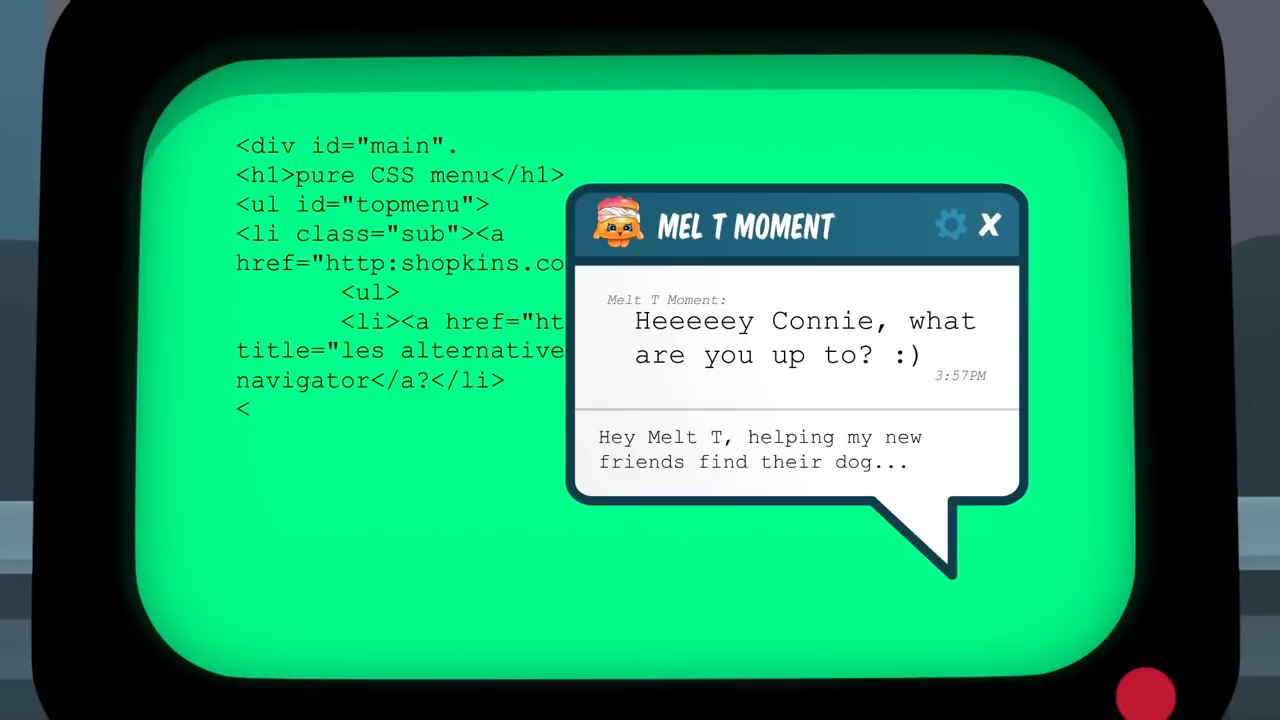 <div id="main".
<h1>pure CSS menu</h1>
<ul id="topmenu">
<li class="sub"><a
href="http:shopkins.co
<ul>
<li><a href="ht
title="les alternative
navigator</a?</li>
<
MEL T MOMENT
X
Melt T Moment:
Heeeeey Connie, what
are you up to? :)
3:57PM
Hey Melt T, helping my new
friends find their dog...